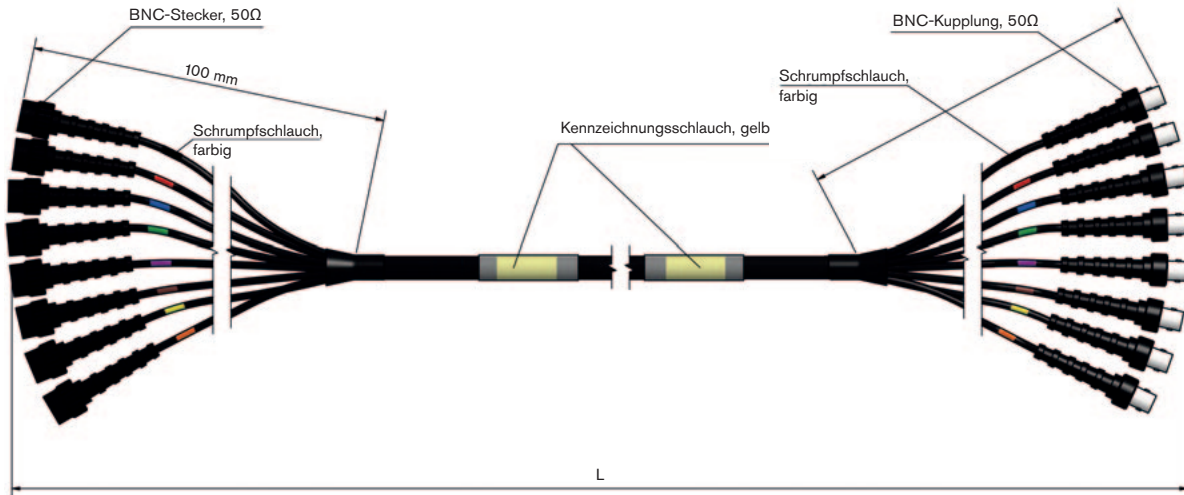 BNC-Stecker, 50Ω
BNC-Kupplung, 50Ω
100 mm
Schrumpfschlauch,
farbig
Schrumpfschlauch,
farbig
Kennzeichnungsschlauch, gelb
L